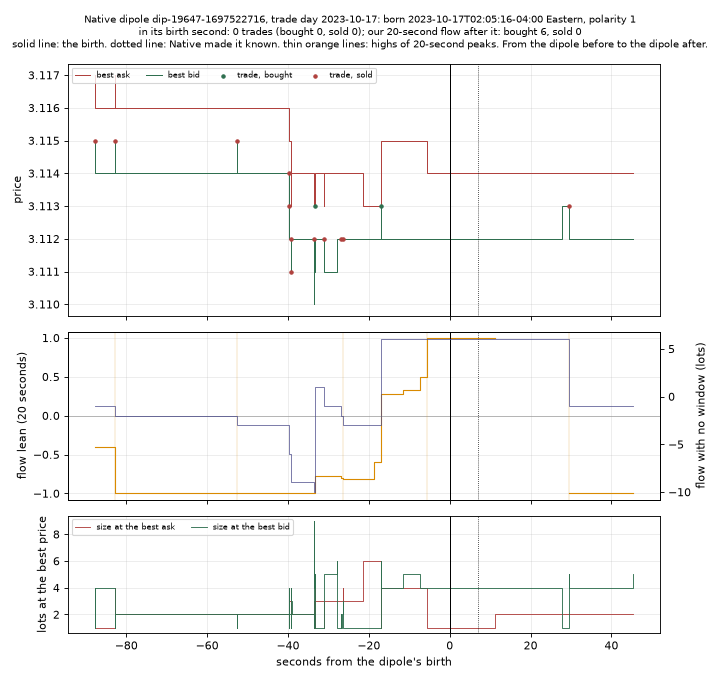 Native dipole dip-19647-1697522716, trade day 2023-10-17: born 2023-10-17T02:05:16-04:00 Eastern, polarity 1
in its birth second: 0 trades (bought 0, sold 0); our 20-second flow after it: bought 6, sold 0
solid line: the birth. dotted line: Native made it known. thin orange lines: highs of 20-second peaks. From the dipole before to the dipole after.
best ask best bid trade, bought trade, sold
3.117
3.116
3.115
3.114
3.113
3.112
3.111
3.110
price
1.0
0.5
0.0
−0.5
−1.0
flow lean (20 seconds)
5
0
−5
−10
flow with no window (lots)
size at the best ask size at the best bid
8
6
4
2
lots at the best price
−80 −60 −40 −20 0 20 40
seconds from the dipole's birth